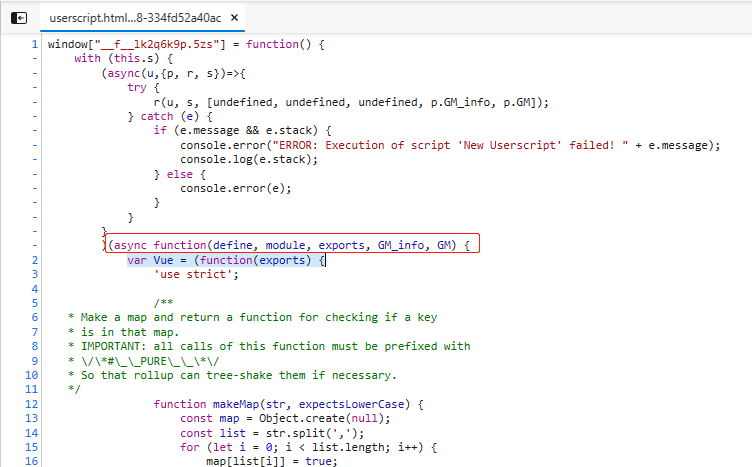 userscript.html...8-334fd52a40ac ×
1 window["__f__lk2q6k9p.5zs"] = function() {
- with (this.s) {
- (async(u,{p, r, s})=>{
- try {
- r(u, s, [undefined, undefined, undefined, p.GM_info, p.GM]);
- } catch (e) {
- if (e.message && e.stack) {
- console.error("ERROR: Execution of script 'New Userscript' failed! " + e.message);
- console.log(e.stack);
- } else {
- console.error(e);
- }
- }
- }
- )(async function(define, module, exports, GM_info, GM) {
2 var Vue = (function(exports) {
3 'use strict';
4
5 /**
6 * Make a map and return a function for checking if a key
7 * is in that map.
8 * IMPORTANT: all calls of this function must be prefixed with
9 * \/\*#\_\_PURE\_\_\*\/
10 * So that rollup can tree-shake them if necessary.
11 */
12 function makeMap(str, expectsLowerCase) {
13 const map = Object.create(null);
14 const list = str.split(',');
15 for (let i = 0; i < list.length; i++) {
16 map[list[i]] = true;